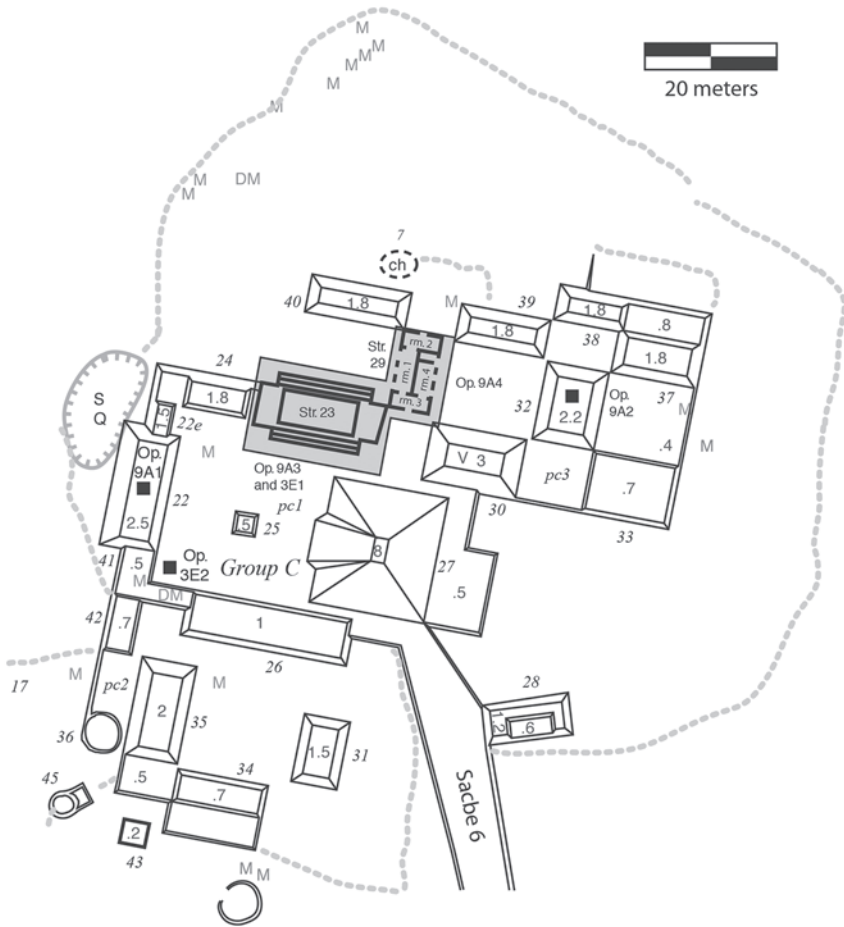 M
M
M
M
M
20 meters
M
M
DM
M
7
ch
40
1.8
M
39
1.8
1.8
.8
38
1.8
37
Str.
29
rm. 2
rm. 1
rm. 4
rm. 3
Op. 9A4
32
2.2
Op.
9A2
M
M
.4
24
1.8
Str. 23
S
Q
1.5
22e
M
Op.
9A1
22
2.5
Op. 9A3
and 3E1
pc1
V 3
30
pc3
.7
33
.5
25
41
.5
Op.
3E2
Group C
8
27
.5
M
DM
42
.7
1
26
17
M
pc2
M
2
35
36
1.5
31
28
1.2
.6
Sacbe 6
45
.5
34
.7
.2
43
M M